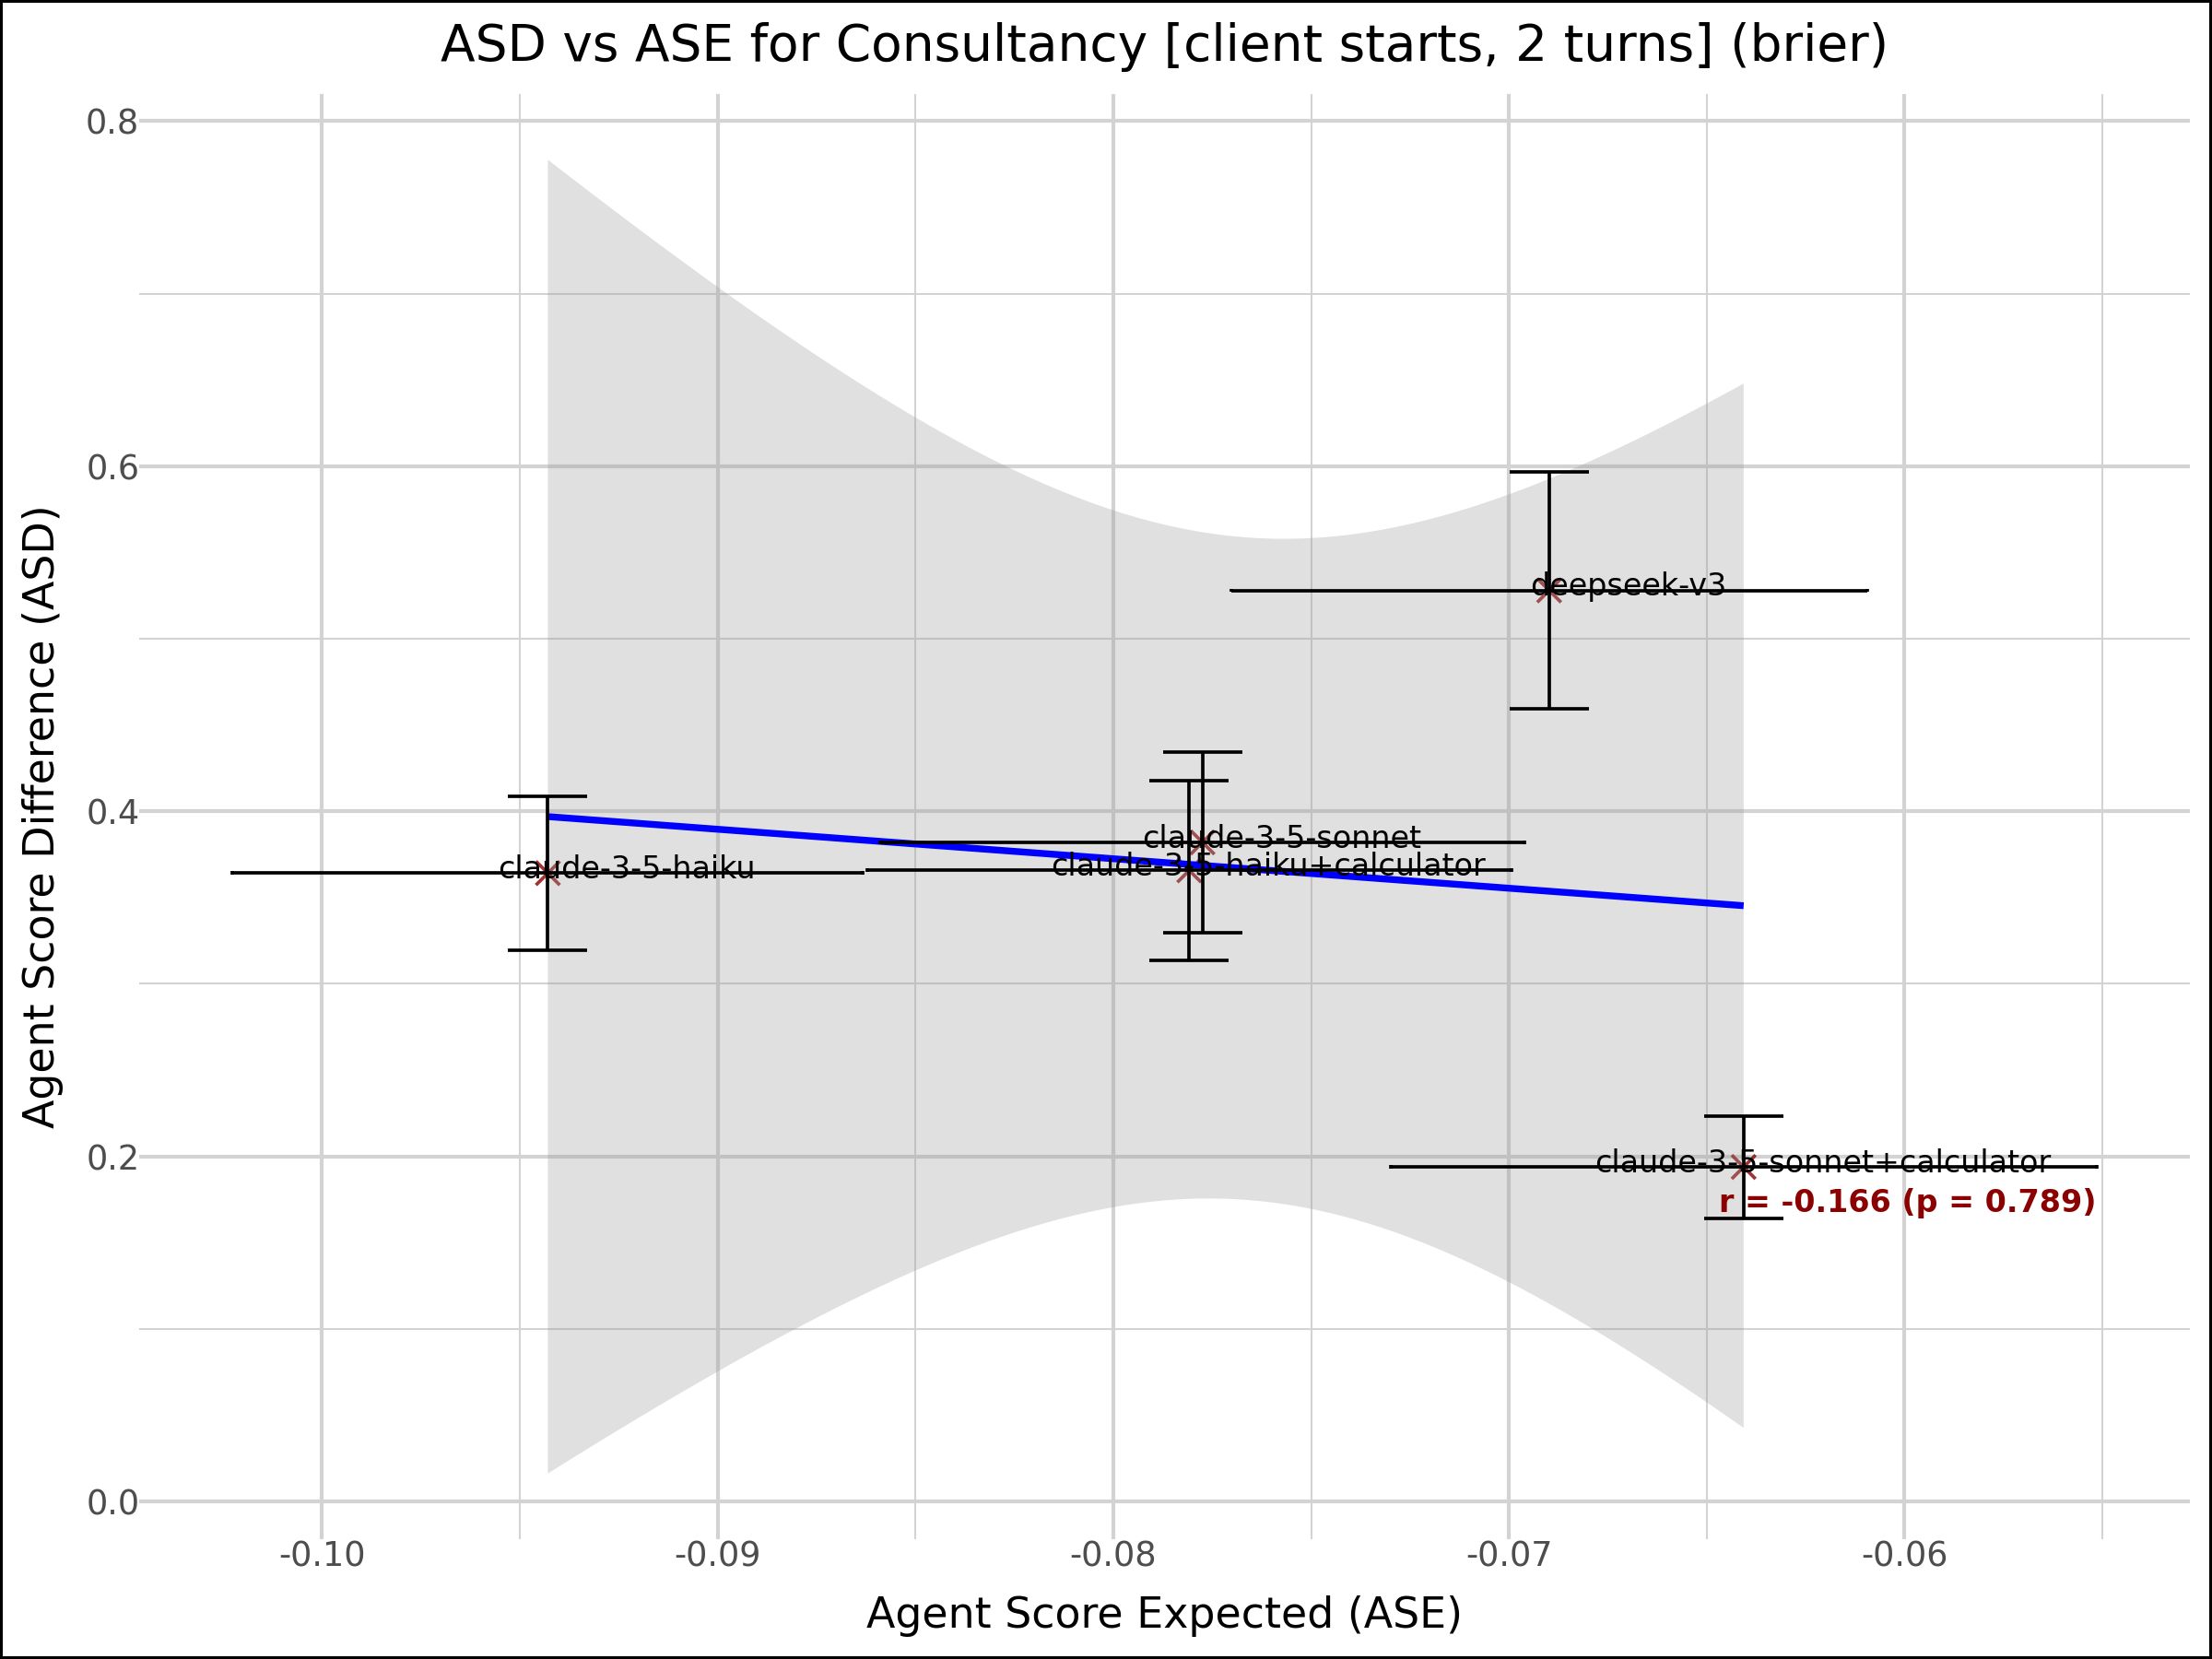 ASD vs ASE for Consultancy [client starts, 2 turns] (brier)
Agent Score Difference (ASD)
0.8
0.6
0.4
0.2
0.0
deepseek-v3
claude-3-5-sonnet
claude-3-5-haiku+calculator
claude-3-5-haiku
claude-3-5-sonnet+calculator
r = -0.166 (p = 0.789)
-0.10
-0.09
-0.08
-0.07
-0.06
Agent Score Expected (ASE)